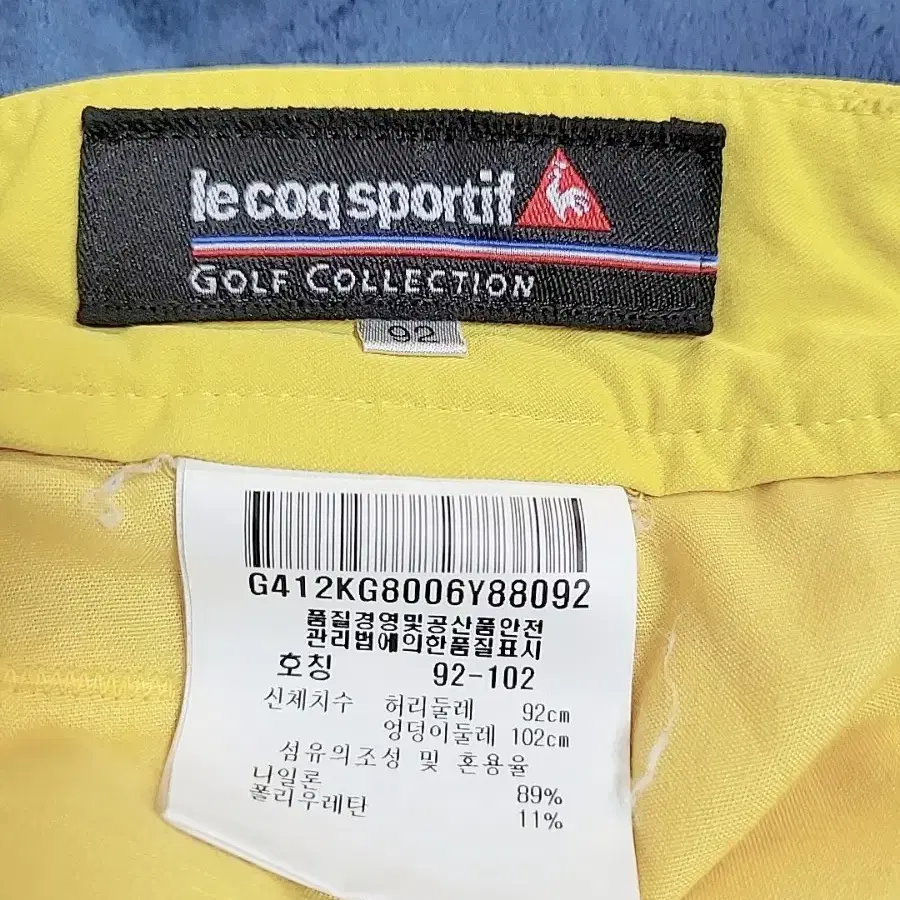 le coq sportif
GOLF COLLECTION
92
G412KG8006Y88092
품질경영및공산품안전
관리법에의한품질표시
호칭 92-102
신체치수 허리둘레 92cm
엉덩이둘레 102cm
섬유의조성 및 혼용율
나일론 89%
폴리우레탄 11%